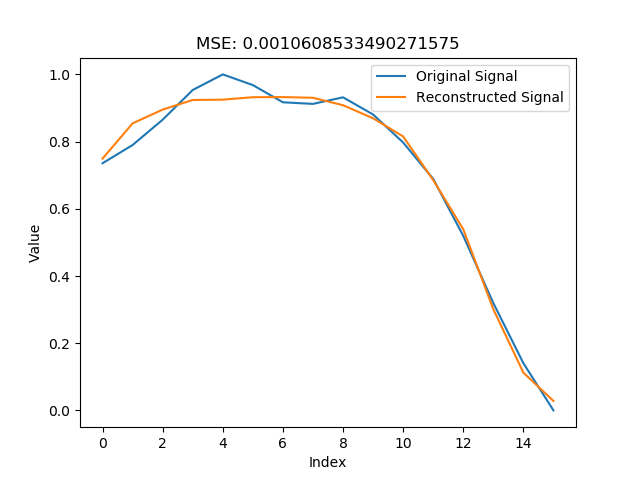 MSE: 0.0010608533490271575
Original Signal
Reconstructed Signal
1.0
0.8
0.6
0.4
0.2
0.0
Value
0 2 4 6 8 10 12 14
Index